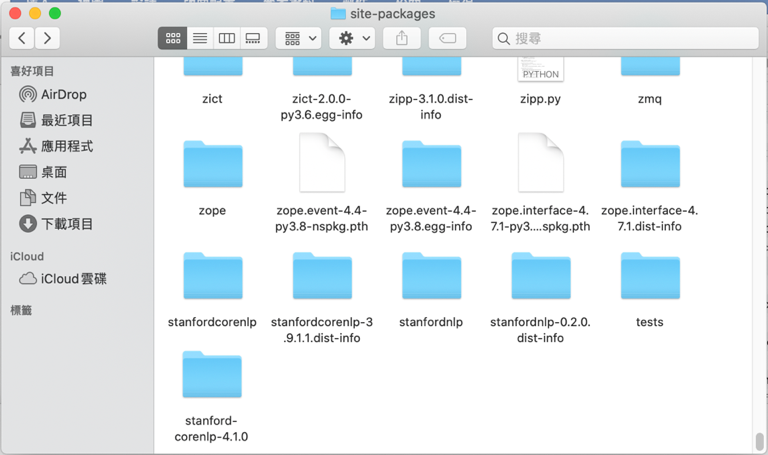 site-packages
搜尋
喜好項目
AirDrop
最近項目
應用程式
桌面
文件
下載項目
iCloud
iCloud雲碟
標籤
PYTHON
zict
zict-2.0.0-
py3.6.egg-info
zipp-3.1.0.dist-
info
zipp.py
zmq
zope
zope.event-4.4-
py3.8-nspkg.pth
zope.event-4.4-
py3.8.egg-info
zope.interface-4.
7.1-py3....spkg.pth
zope.interface-4.
7.1.dist-info
stanfordcorenlp
stanfordcorenlp-3
.9.1.1.dist-info
stanfordnlp
stanfordnlp-0.2.0.
dist-info
tests
stanford-
corenlp-4.1.0